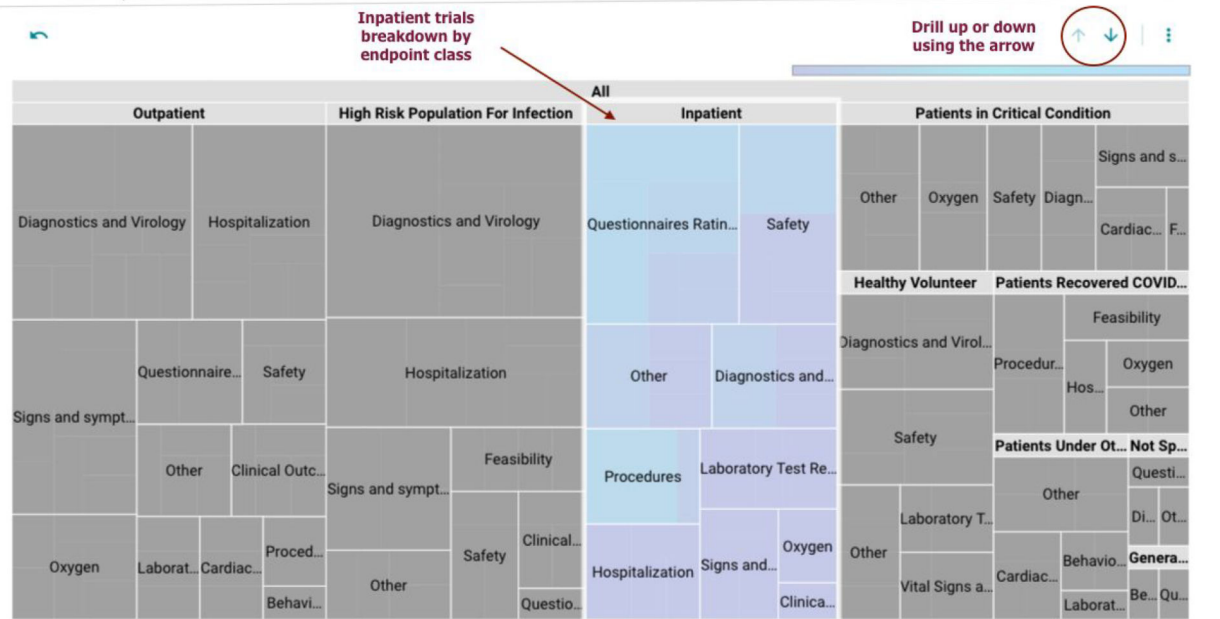 Inpatient trials
breakdown by
endpoint class
Drill up or down
using the arrow
All
Outpatient
Diagnostics and Virology
Hospitalization
Signs and sympt...
Questionnaire...
Safety
Other
Clinical Outc...
Oxygen
Laborat...
Cardiac...
Proced...
Behavi...
High Risk Population For Infection
Diagnostics and Virology
Hospitalization
Signs and sympt...
Feasibility
Other
Safety
Clinical...
Questio...
Inpatient
Questionnaires Ratin...
Safety
Other
Diagnostics and...
Procedures
Laboratory Test Re...
Hospitalization
Signs and...
Oxygen
Clinica...
Patients in Critical Condition
Other
Oxygen
Safety
Diagn...
Signs and s...
Cardiac...
F...
Healthy Volunteer
Diagnostics and Virol...
Safety
Other
Laboratory T...
Vital Signs a...
Patients Recovered COVID...
Procedur...
Feasibility
Hos...
Oxygen
Other
Patients Under Ot...
Other
Cardiac...
Behavio...
Laborat...
Not Sp...
Questi...
Di...
Ot...
Genera...
Be...
Qu...